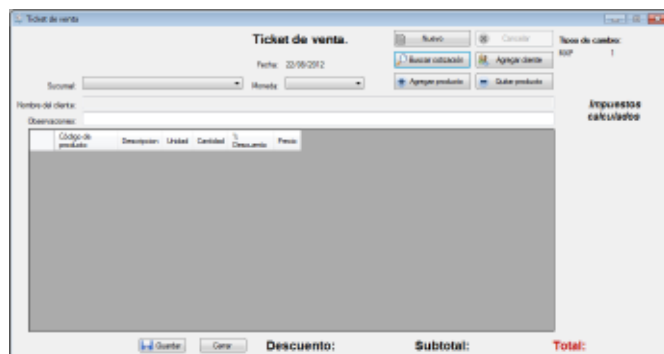 Ticket de venta
Ticket de venta.
Nuevo
Cancelar
Tipos de cambio:
Fecha: 22/08/2012
Buscar cotización
Agregar cliente
MXP 1
Sucursal:
Moneda:
Agregar producto
Quitar producto
Nombre del cliente:
Impuestos
calculados
Observaciones:
Código de
producto
Descripcion
Unidad
Cantidad
%
Descuento
Precio
Guardar
Cerrar
Descuento:
Subtotal:
Total: